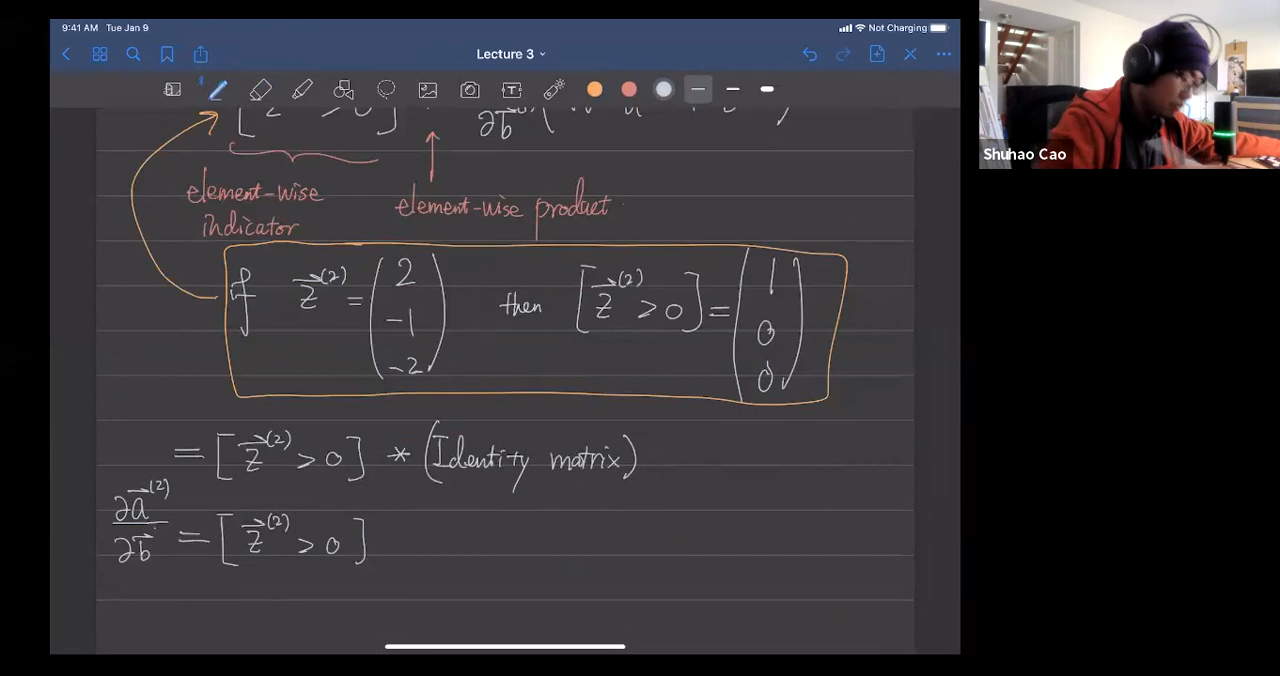 9:41 AM Tue Jan 9
Not Charging
Lecture 3
Shuhao Cao
∂b⃗
element-wise indicator
element-wise product
if z⃗⁽²⁾ = (2 -1 -2) then [z⃗⁽²⁾ > 0] = (1 0 0)
= [z⃗⁽²⁾ > 0] * (Identity matrix)
∂a⃗⁽²⁾/∂b⃗ = [z⃗⁽²⁾ > 0]